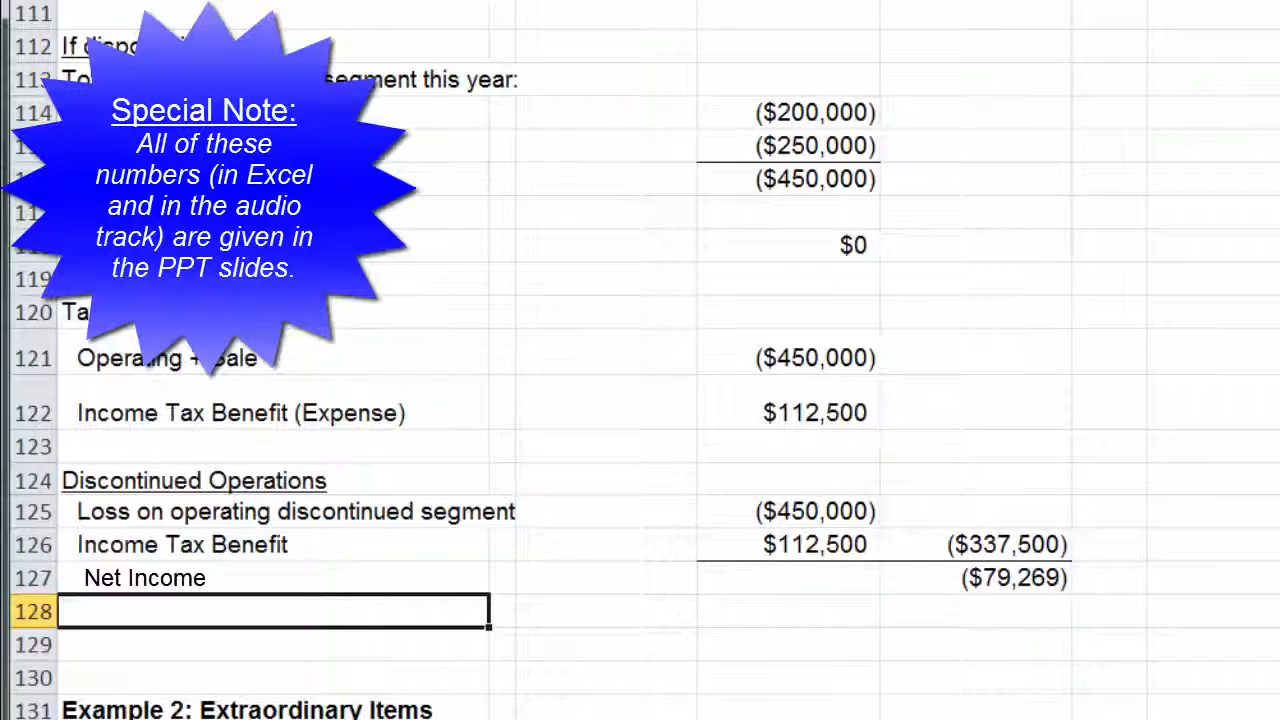 111
112 If
113 To segment this year:
114 ($200,000)
($250,000)
($450,000)
$0
119
120 Ta
121 Operating + Sale ($450,000)
122 Income Tax Benefit (Expense) $112,500
123
124 Discontinued Operations
125 Loss on operating discontinued segment ($450,000)
126 Income Tax Benefit $112,500 ($337,500)
127 Net Income ($79,269)
128
129
130
131 Example 2: Extraordinary Items
Special Note:
All of these
numbers (in Excel
and in the audio
track) are given in
the PPT slides.